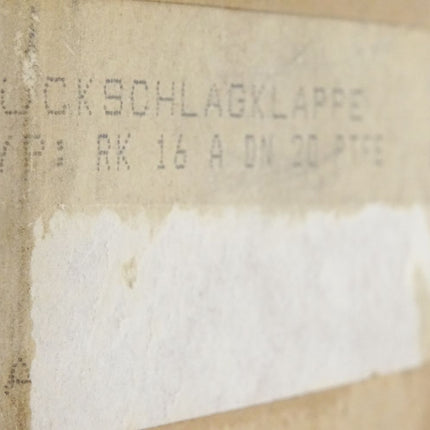 ÜCKSCHLAGKLAPPE
YP: RK 16 A DN 20 PTFE